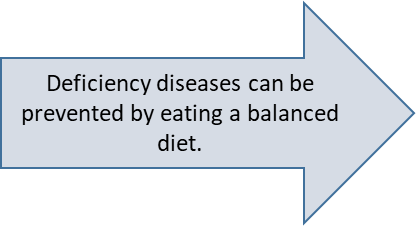 Deficiency diseases can be
prevented by eating a balanced
diet.